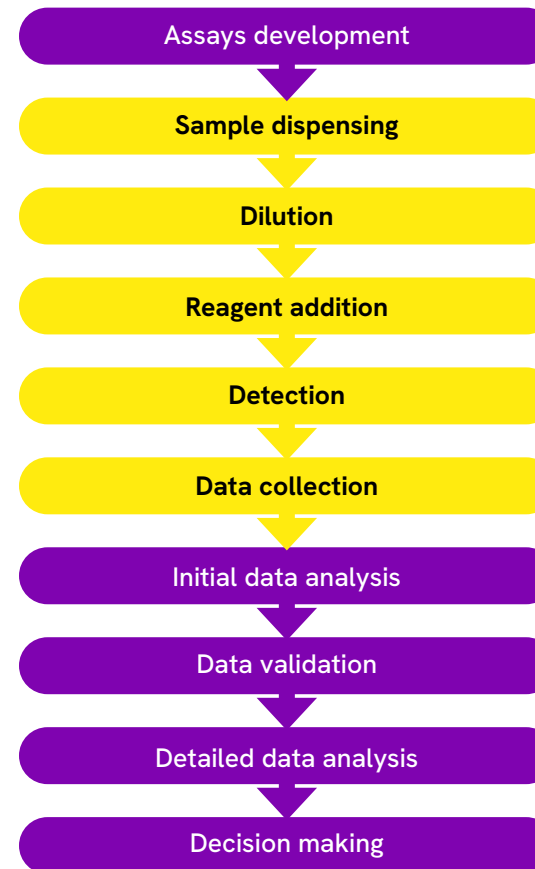 Assays development
Sample dispensing
Dilution
Reagent addition
Detection
Data collection
Initial data analysis
Data validation
Detailed data analysis
Decision making